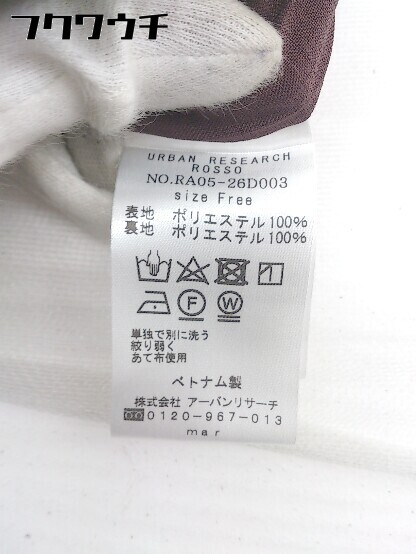 フクワウチ
URBAN RESEARCH
ROSSO
NO.RA05-26D003
size Free
表地 ポリエステル100%
裏地 ポリエステル100%
F W
単独で別に洗う
絞り弱く
あて布使用
ベトナム製
株式会社 アーバンリサーチ
0120-967-013
mar